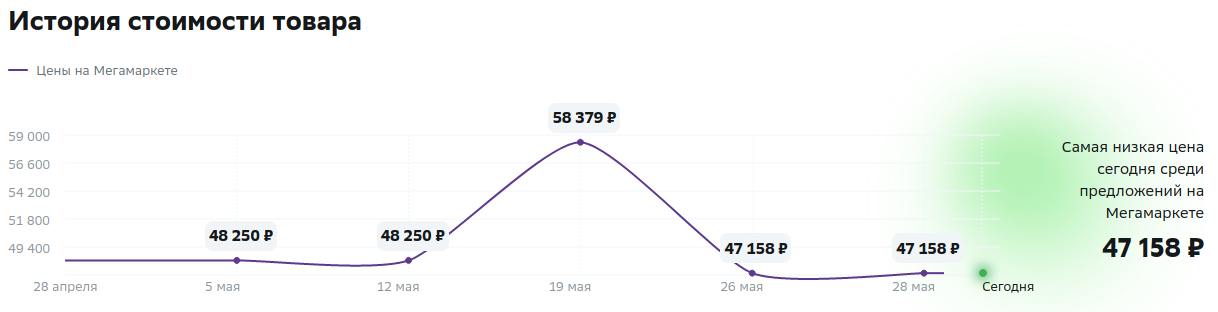 История стоимости товара
Цены на Мегамаркете
58 379 ₽
59 000
56 600
54 200
51 800
49 400
48 250 ₽
48 250 ₽
47 158 ₽
47 158 ₽
28 апреля
5 мая
12 мая
19 мая
26 мая
28 мая
Сегодня
Самая низкая цена
сегодня среди
предложений на
Мегамаркете
47 158 ₽